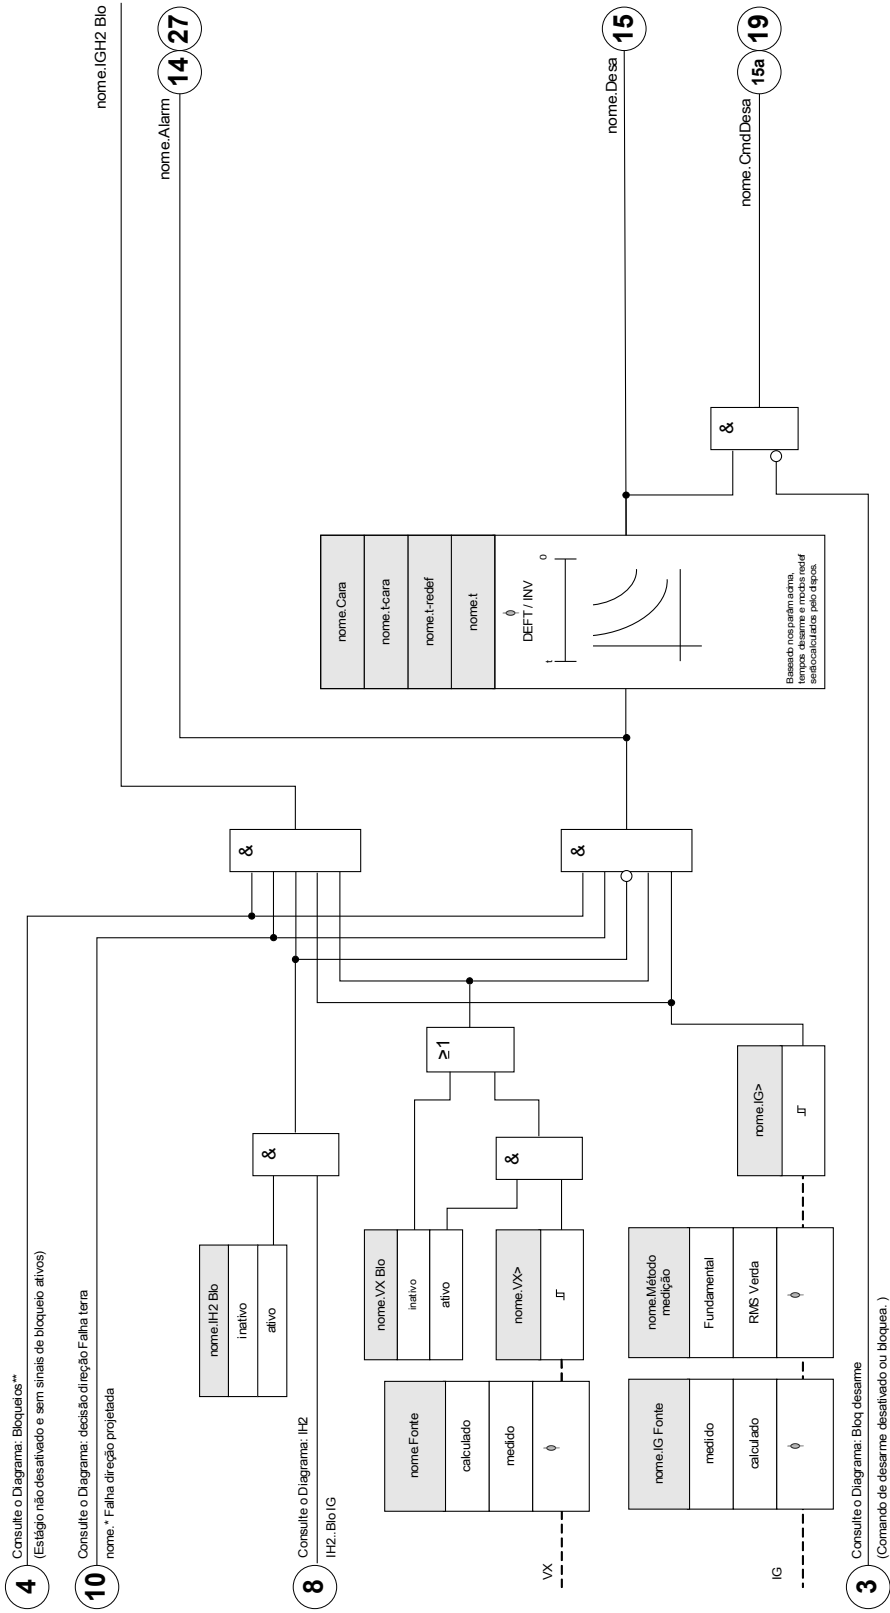 4
Consulte o Diagrama: Bloqueios**
(Estágio não desativado e sem sinais de bloqueio ativos)
10
Consulte o Diagrama: decisão direção Falha terra
nome.* Falha direção projetada
nome.IH2 Blo
inativo
ativo
8
Consulte o Diagrama: IH2
IH2..Blo IG
&
nome.Fonte
calculado
medido
ϕ
VX
nome.VX Blo
inativo
ativo
nome.VX>
&
≥1
nome.IG Fonte
medido
calculado
ϕ
IG
nome.Método
medição
Fundamental
RMS Verda
ϕ
nome.IG>
3
Consulte o Diagrama: Bloq desarme
(Comando de desarme desativado ou bloquea. )
&
&
nome.Cara
nome.t-cara
nome.t-redef
nome.t
ϕ
DEFT / INV
t
0
Baseado nos parâm acima,
tempos desarme e modos redef
serão calculados pelo dispos.
&
nome.IGH2 Blo
nome.Alarm
14
27
nome.Desa
15
nome.CmdDesa
15a
19